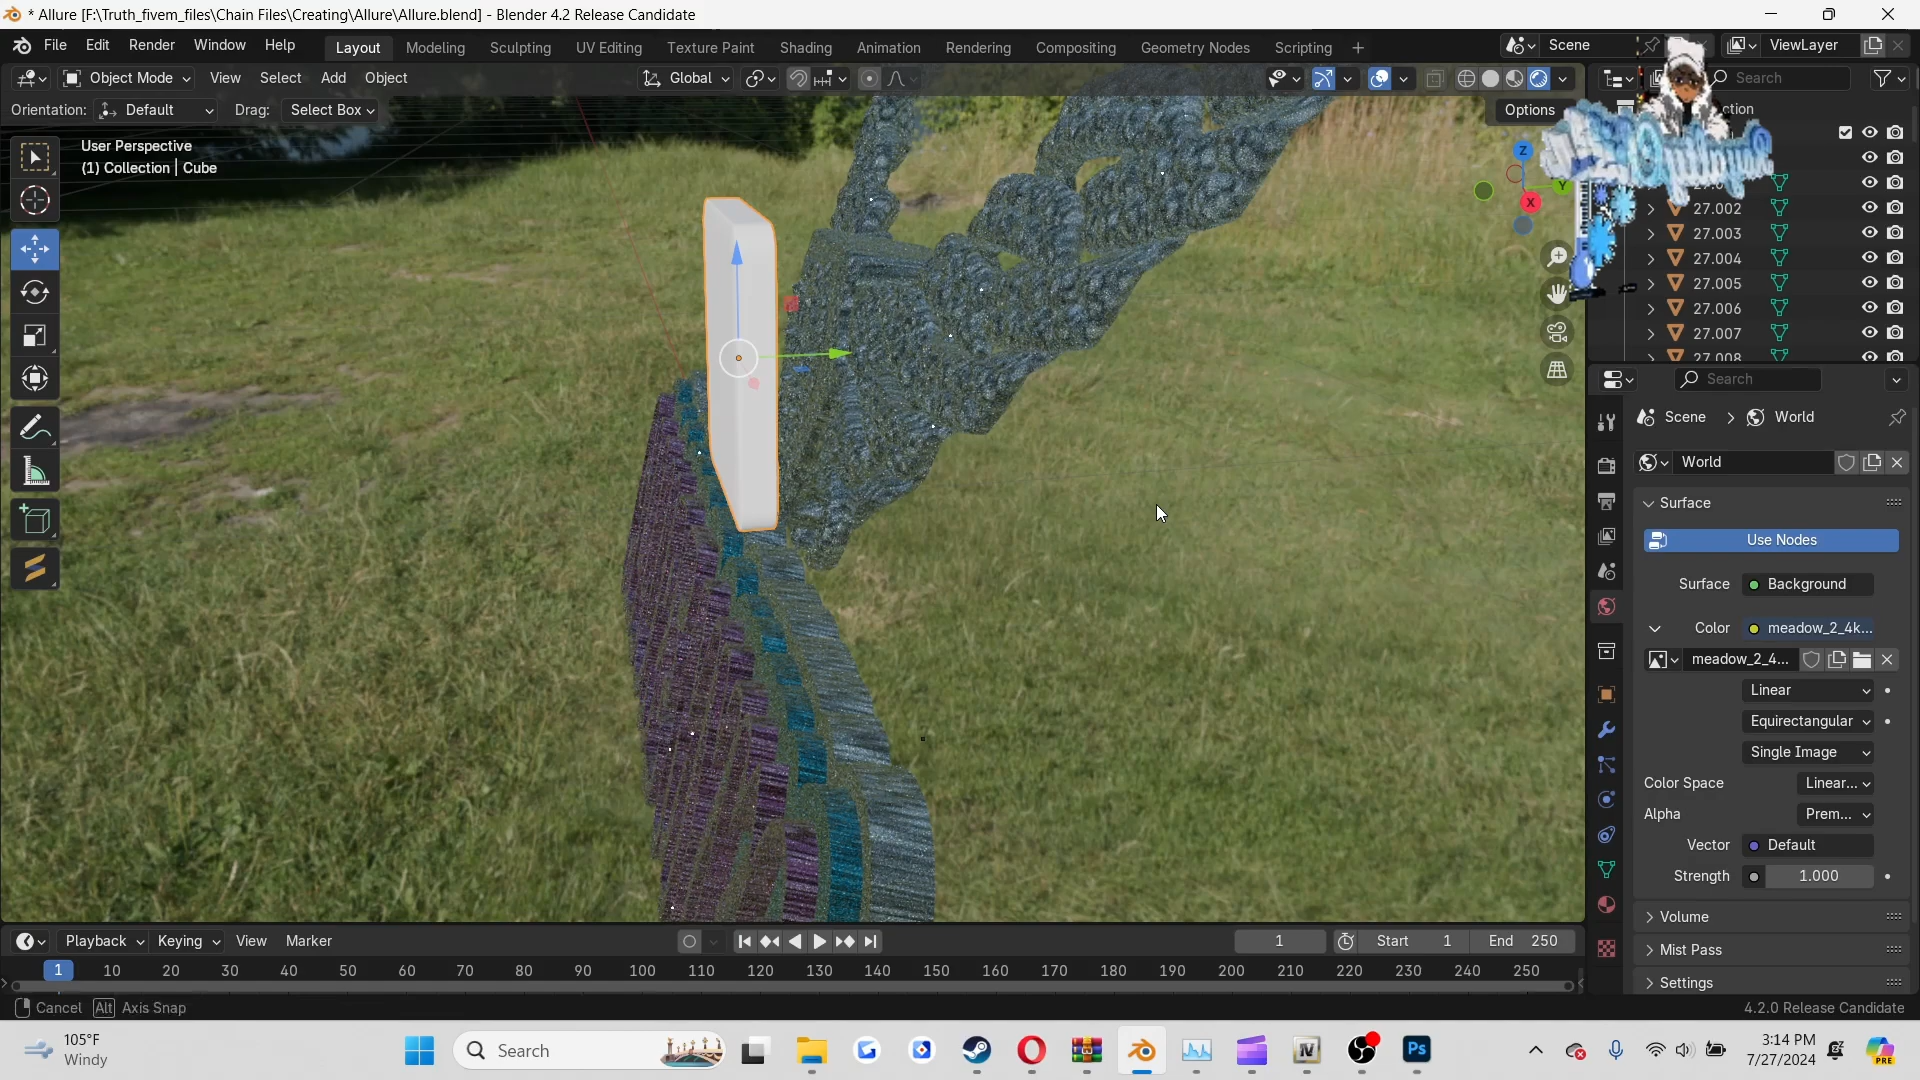 * Allure [F:\Truth_fivem_files\Chain Files\Creating\Allure\Allure.blend] - Blender 4.2 Release Candidate
File Edit Render Window Help Layout Modeling Sculpting UV Editing Texture Paint Shading Animation Rendering Compositing Geometry Nodes Scripting + Scene ViewLayer
Object Mode View Select Add Object Global Search
Orientation: Default Drag: Select Box Options
User Perspective
(1) Collection | Cube
Z
Y
X
27.002
27.003
27.004
27.005
27.006
27.007
27.008
Search
Scene > World
World
Surface
Use Nodes
Surface Background
Color meadow_2_4k...
meadow_2_4...
Linear
Equirectangular
Single Image
Color Space Linear...
Alpha Prem...
Vector Default
Strength 1.000
Volume
Mist Pass
Settings
Playback Keying View Marker 1 Start 1 End 250
1 10 20 30 40 50 60 70 80 90 100 110 120 130 140 150 160 170 180 190 200 210 220 230 240 250
Cancel Alt Axis Snap 4.2.0 Release Candidate
105°F
Windy
Search
Ps
3:14 PM
7/27/2024
PRE